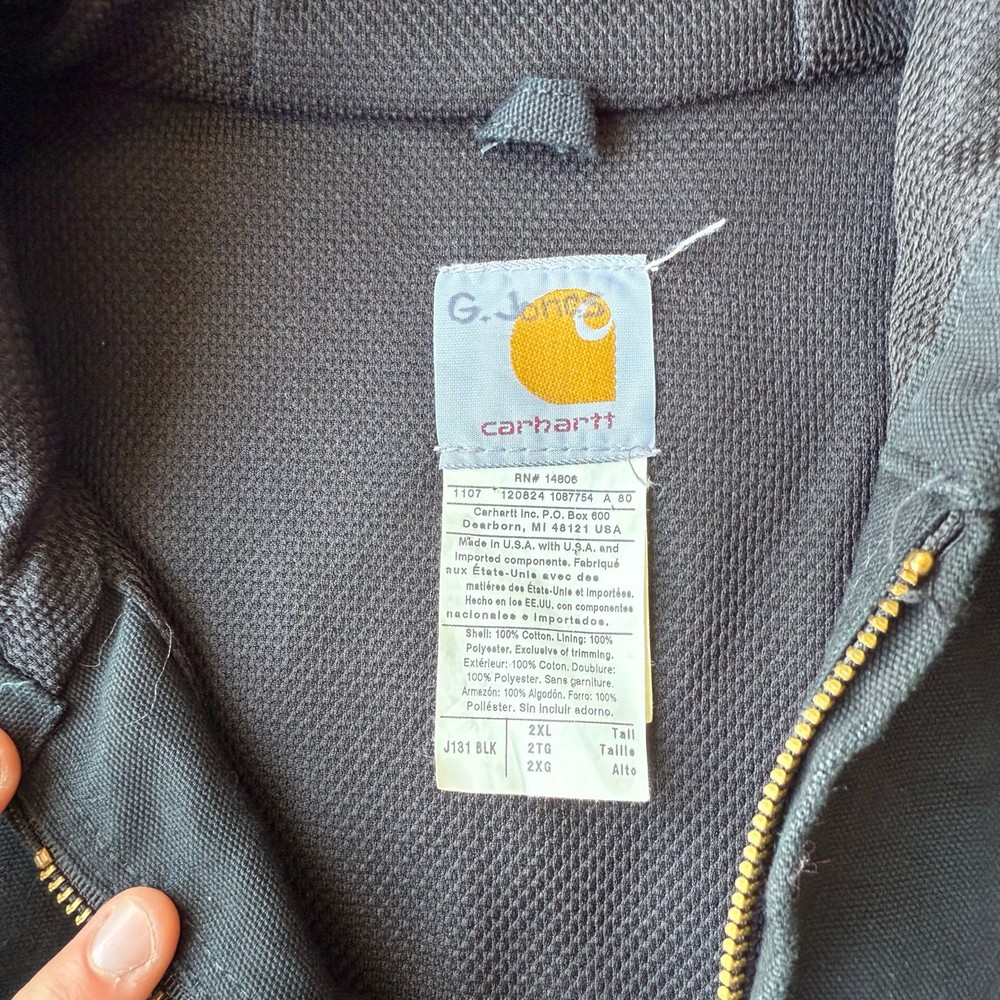 G. Jones
carhartt
RN# 14806
1107 120824 1087754 A 80
Carhartt Inc. P.O. Box 600
Dearborn, MI 48121 USA
Made in U.S.A. with U.S.A. and
Imported components. Fabriqué
aux États-Unis avec des
matières des États-Unis et importées.
Hecho en los EE.UU. con componentes
nacionales e importados.
Shell: 100% Cotton. Lining: 100%
Polyester. Exclusive of trimming.
Extérieur: 100% Coton. Doublure:
100% Polyester. Sans garniture.
Armezón: 100% Algodón. Forro: 100%
Poliéster. Sin incluir adorno.
J131 BLK
2XL Tall
2TG Taille
2XG Alto